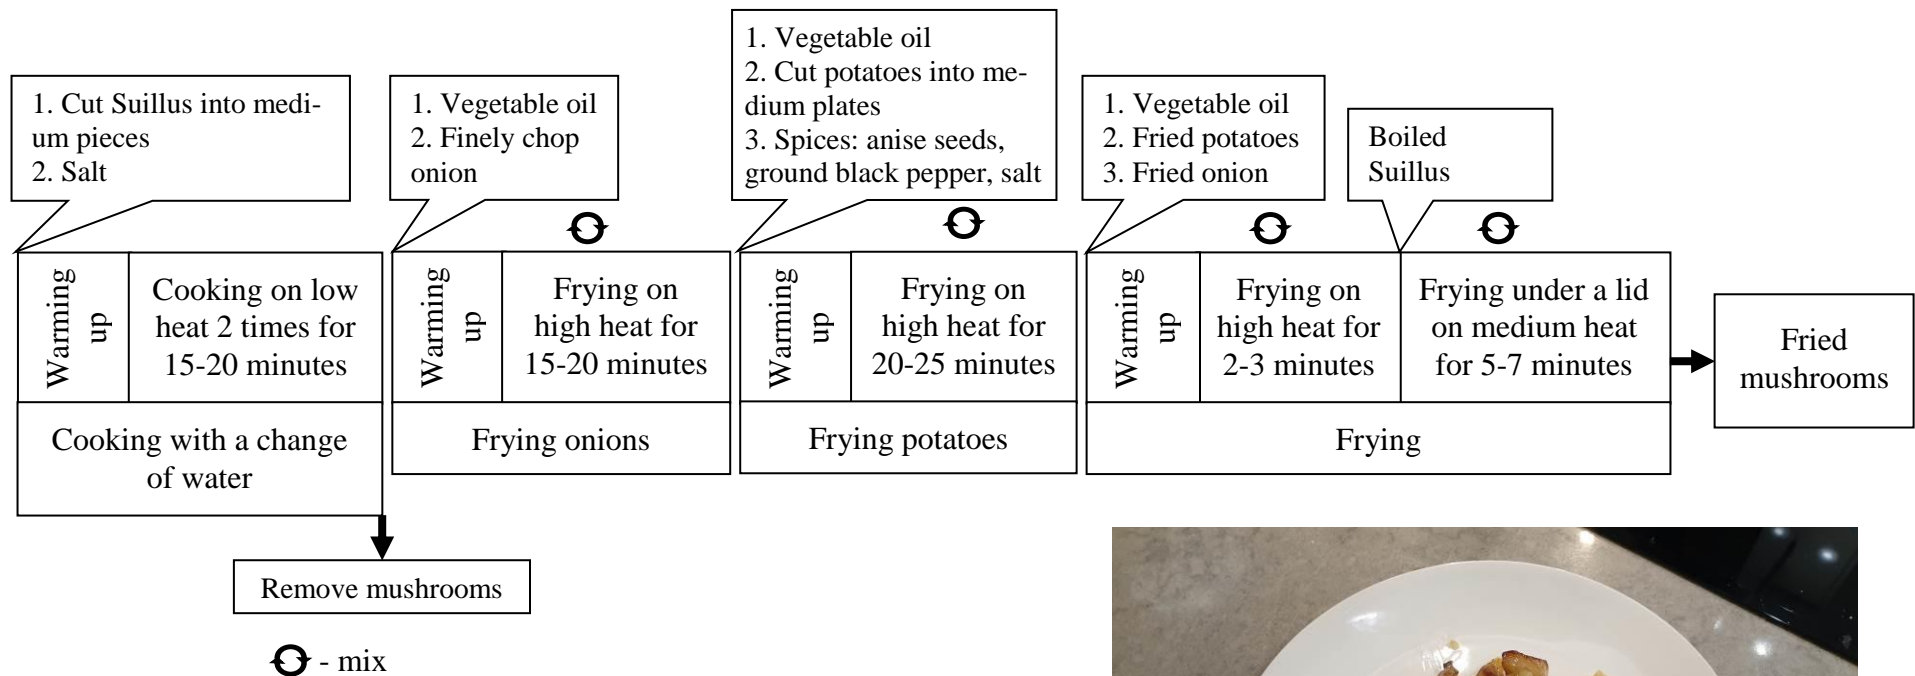 1. Cut Suillus into medi-
um pieces
2. Salt
1. Vegetable oil
2. Finely chop
onion
1. Vegetable oil
2. Cut potatoes into me-
dium plates
3. Spices: anise seeds,
ground black pepper, salt
1. Vegetable oil
2. Fried potatoes
3. Fried onion
Boiled
Suillus
Warming
up
Cooking on low
heat 2 times for
15-20 minutes
Warming
up
Frying on
high heat for
15-20 minutes
Warming
up
Frying on
high heat for
20-25 minutes
Warming
up
Frying on
high heat for
2-3 minutes
Frying under a lid
on medium heat
for 5-7 minutes
Fried
mushrooms
Cooking with a change
of water
Frying onions
Frying potatoes
Frying
Remove mushrooms
- mix